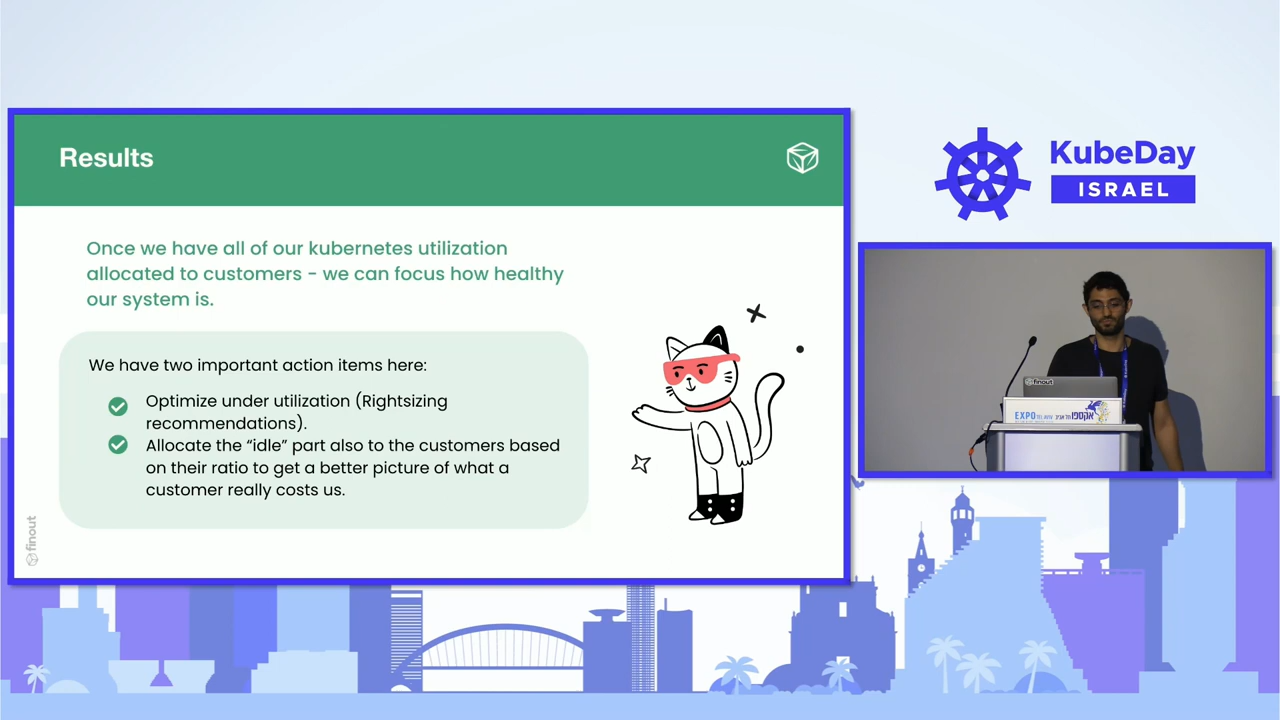 Results
Once we have all of our kubernetes utilization
allocated to customers - we can focus how healthy
our system is.
We have two important action items here:
Optimize under utilization (Rightsizing
recommendations).
Allocate the “idle” part also to the customers based
on their ratio to get a better picture of what a
customer really costs us.
finout
KubeDay
ISRAEL
finout
EXPO
אקספו